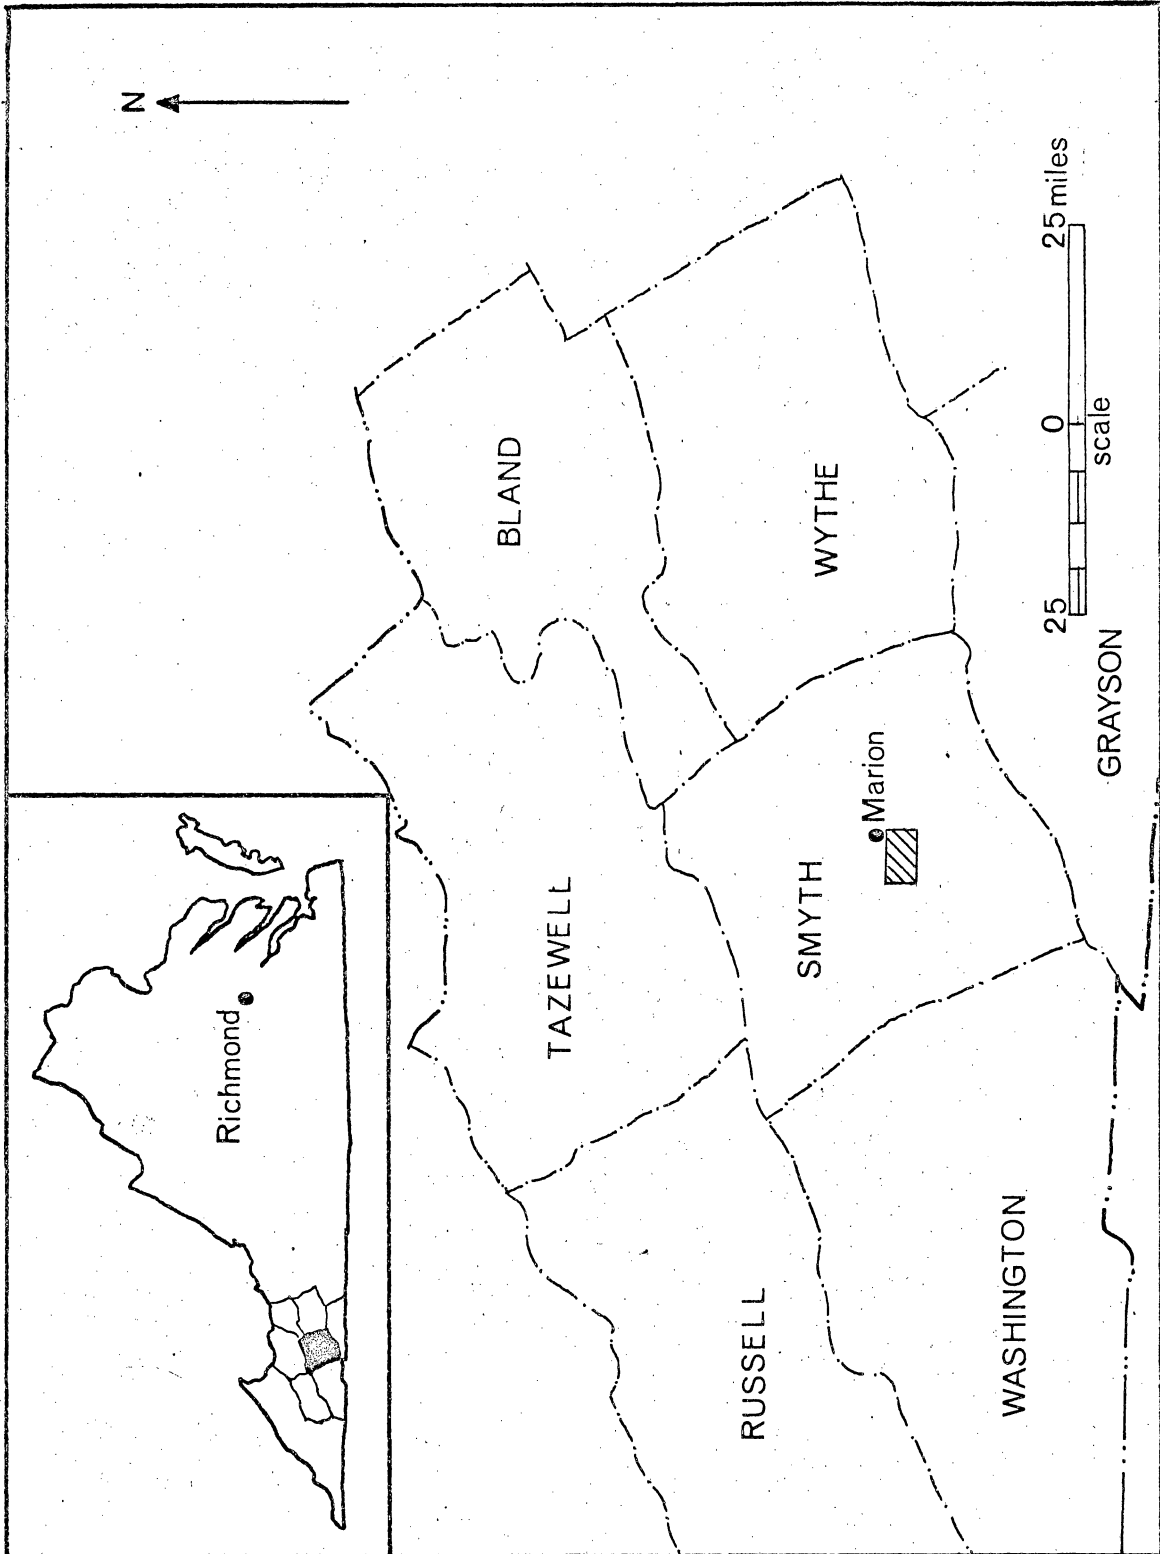 N
Richmond
BLAND
TAZEWELL
WYTHE
SMYTH
Marion
RUSSELL
WASHINGTON
GRAYSON
25 0 25 miles
scale